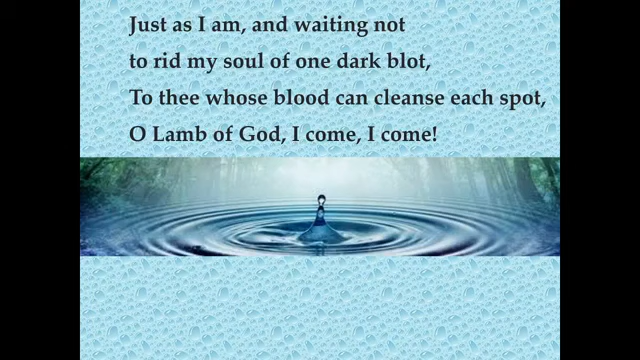 Just as I am, and waiting not
to rid my soul of one dark blot,
To thee whose blood can cleanse each spot,
O Lamb of God, I come, I come!